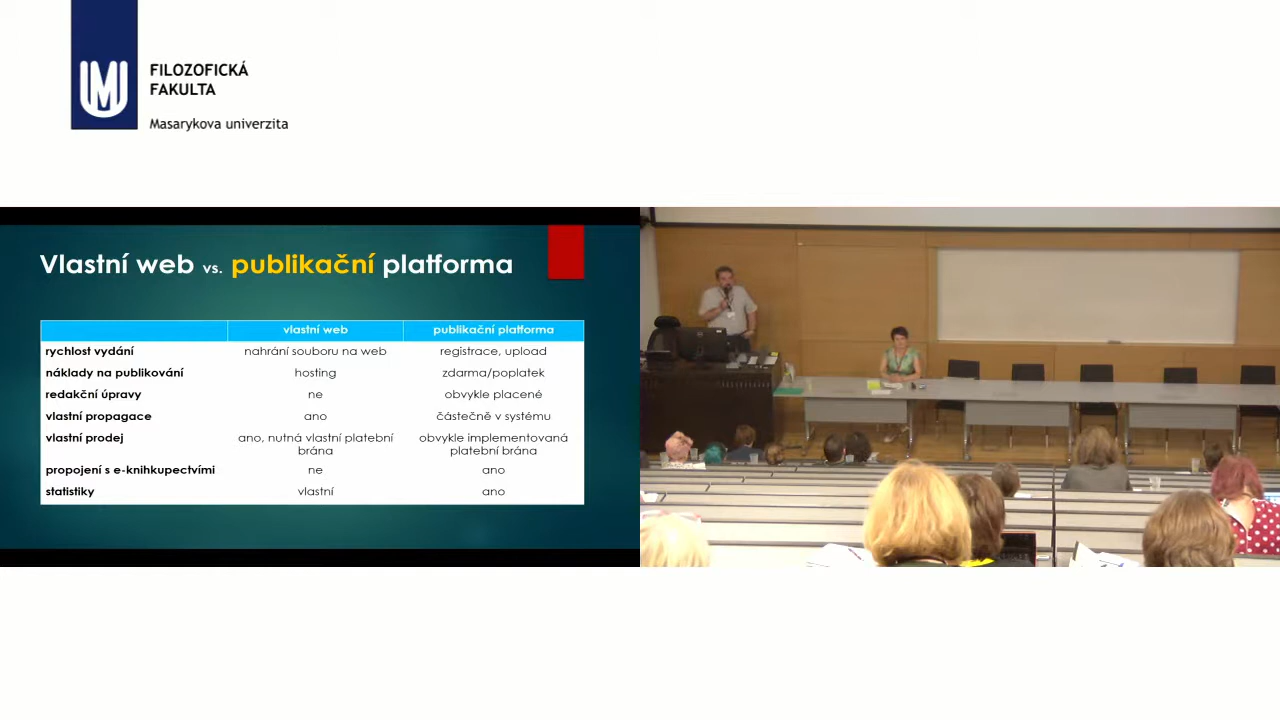 FILOZOFICKÁ
FAKULTA
Masarykova univerzita
Vlastní web vs. publikační platforma
vlastní web publikační platforma
rychlost vydání nahrání souboru na web registrace, upload
náklady na publikování hosting zdarma/poplatek
redakční úpravy ne obvykle placené
vlastní propagace ano částečně v systému
vlastní prodej ano, nutná vlastní platební brána obvykle implementovaná platební brána
propojení s e-knihkupectvími ne ano
statistiky vlastní ano